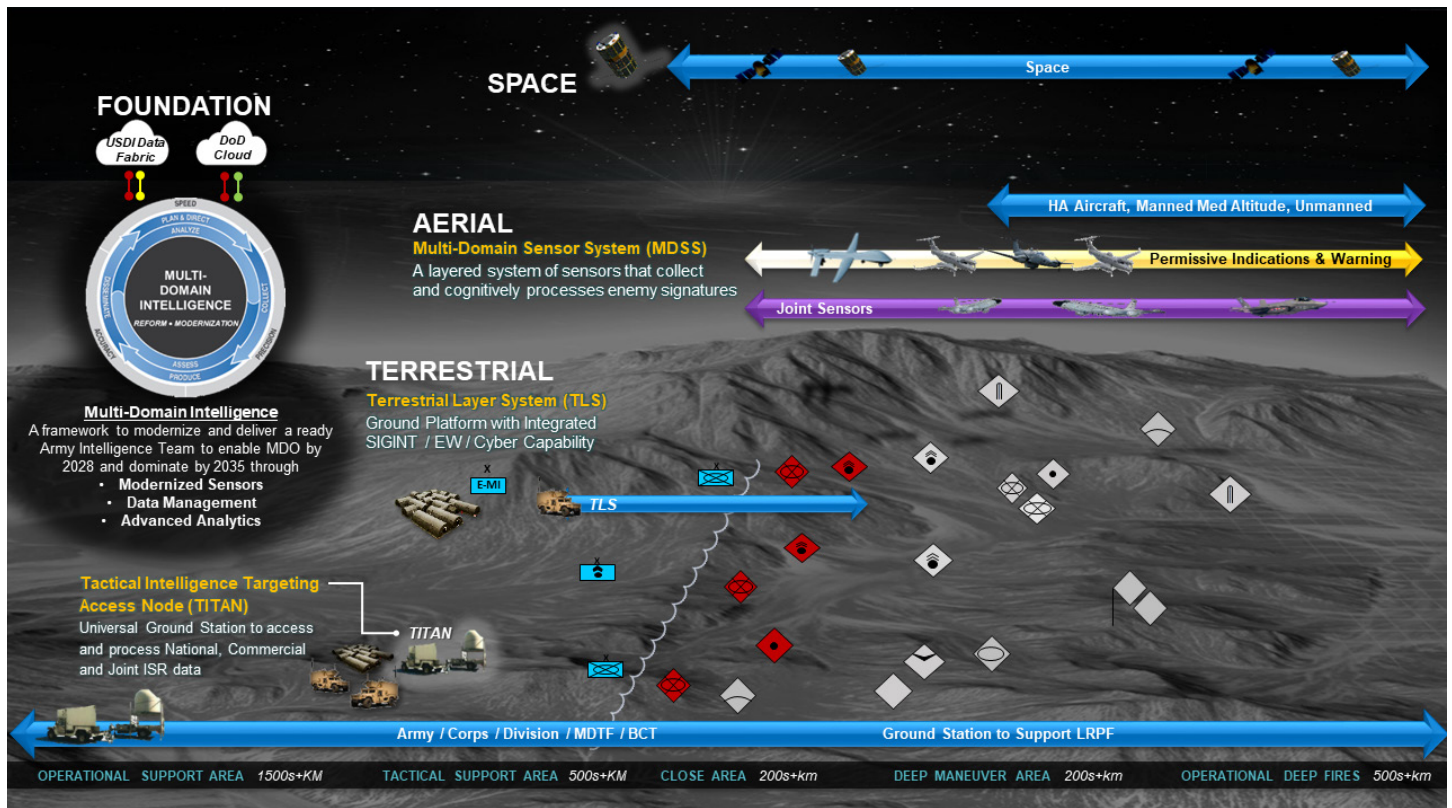 SPACE
Space
FOUNDATION
USDI Data
Fabric
DoD
Cloud
SPEED
PLAN & DIRECT
ANALYZE
DISSEMINATE
COLLECT
MULTI-
DOMAIN
INTELLIGENCE
REFORM • MODERNIZATION
ACCURACY
PRECISION
ASSESS
PRODUCE
Multi-Domain Intelligence
A framework to modernize and deliver a ready
Army Intelligence Team to enable MDO by
2028 and dominate by 2035 through
• Modernized Sensors
• Data Management
• Advanced Analytics
HA Aircraft, Manned Med Altitude, Unmanned
AERIAL
Multi-Domain Sensor System (MDSS)
A layered system of sensors that collect
and cognitively processes enemy signatures
Permissive Indications & Warning
Joint Sensors
TERRESTRIAL
Terrestrial Layer System (TLS)
Ground Platform with Integrated
SIGINT / EW / Cyber Capability
X
E-MI
X
TLS
X
X
Tactical Intelligence Targeting
Access Node (TITAN)
Universal Ground Station to access
and process National, Commercial
and Joint ISR data
TITAN
Army / Corps / Division / MDTF / BCT
Ground Station to Support LRPF
OPERATIONAL SUPPORT AREA 1500s+KM
TACTICAL SUPPORT AREA 500s+KM
CLOSE AREA 200s+km
DEEP MANEUVER AREA 200s+km
OPERATIONAL DEEP FIRES 500s+km